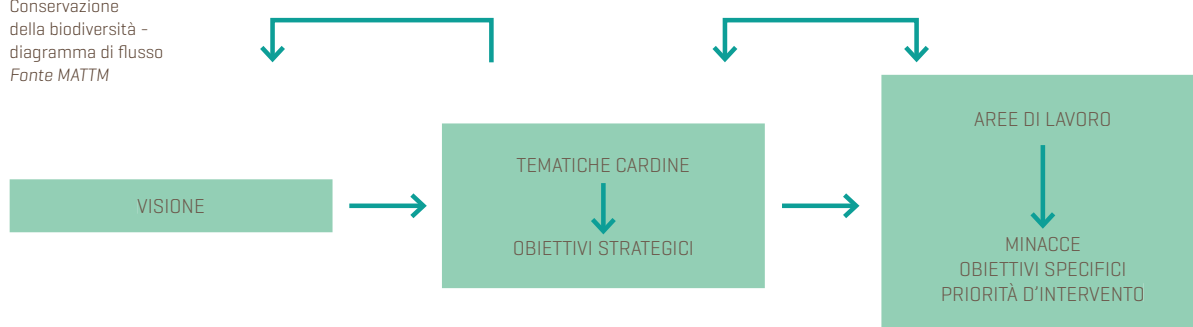 Conservazione
della biodiversità -
diagramma di flusso
Fonte MATTM
VISIONE
TEMATICHE CARDINE
OBIETTIVI STRATEGICI
AREE DI LAVORO
MINACCE
OBIETTIVI SPECIFICI
PRIORITÀ D'INTERVENTO